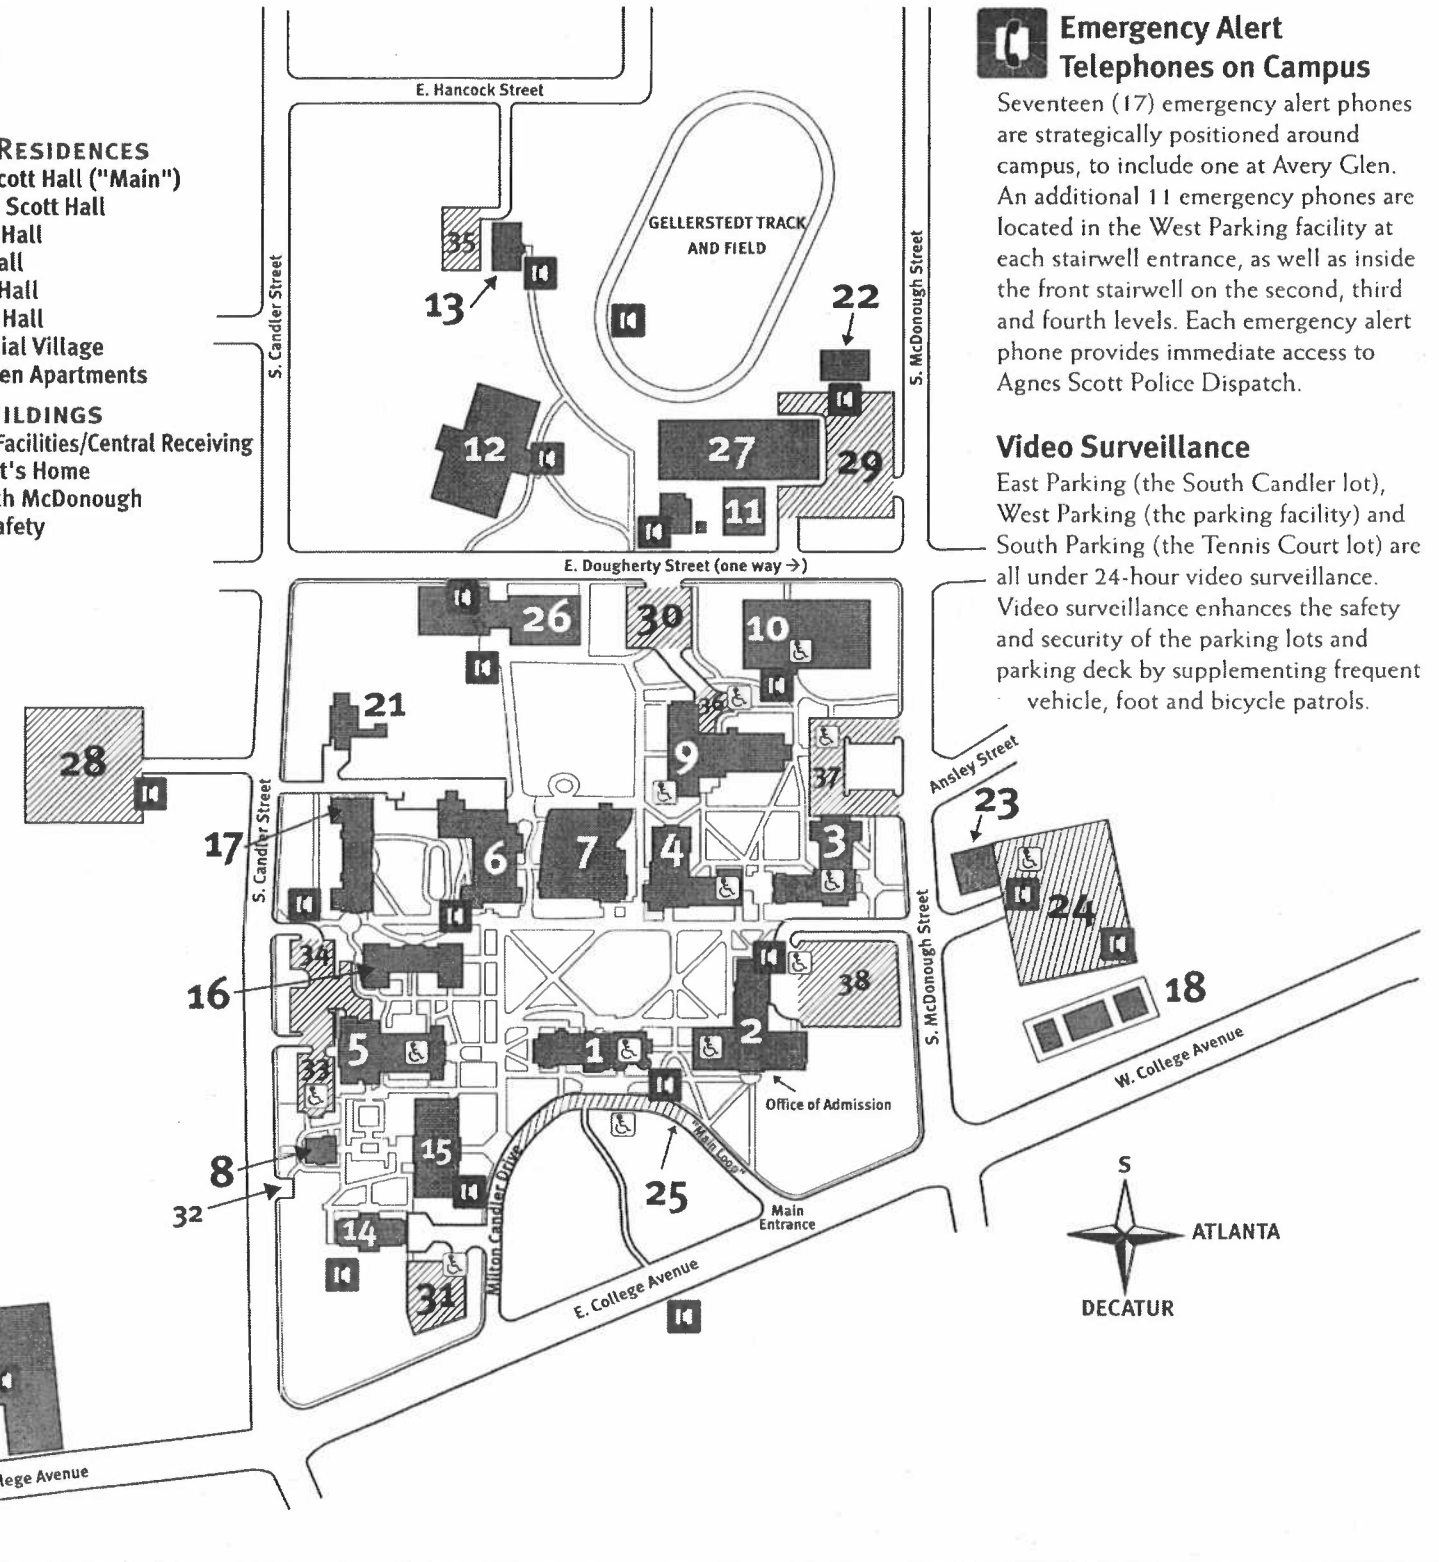 Emergency Alert
Telephones on Campus
Seventeen (17) emergency alert phones
are strategically positioned around
campus, to include one at Avery Glen.
An additional 11 emergency phones are
located in the West Parking facility at
each stairwell entrance, as well as inside
the front stairwell on the second, third
and fourth levels. Each emergency alert
phone provides immediate access to
Agnes Scott Police Dispatch.
Video Surveillance
East Parking (the South Candler lot),
West Parking (the parking facility) and
South Parking (the Tennis Court lot) are
all under 24-hour video surveillance.
Video surveillance enhances the safety
and security of the parking lots and
parking deck by supplementing frequent
vehicle, foot and bicycle patrols.
RESIDENCES
cott Hall ("Main")
Scott Hall
Hall
all
Hall
Hall
ial Village
en Apartments
ILDINGS
Facilities/Central Receiving
t's Home
th McDonough
afety
E. Hancock Street
S. Candler Street
GELLERSTEDT TRACK
AND FIELD
S. McDonough Street
35
13
22
12
27
29
11
E. Dougherty Street (one way →)
26
30
10
21
36
9
28
37
Ansley Street
S. Candler Street
23
17
6
7
4
3
24
S. McDonough Street
34
16
38
18
5
1
2
W. College Avenue
33
Office of Admission
"Main Loop"
15
8
25
32
Milton Candler Drive
14
Main
Entrance
31
E. College Avenue
S
ATLANTA
DECATUR
lege Avenue